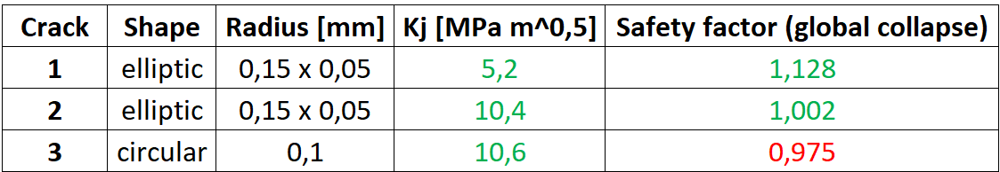 Crack Shape Radius [mm] Kj [MPa m^0,5] Safety factor (global collapse)
1 elliptic 0,15 x 0,05 5,2 1,128
2 elliptic 0,15 x 0,05 10,4 1,002
3 circular 0,1 10,6 0,975